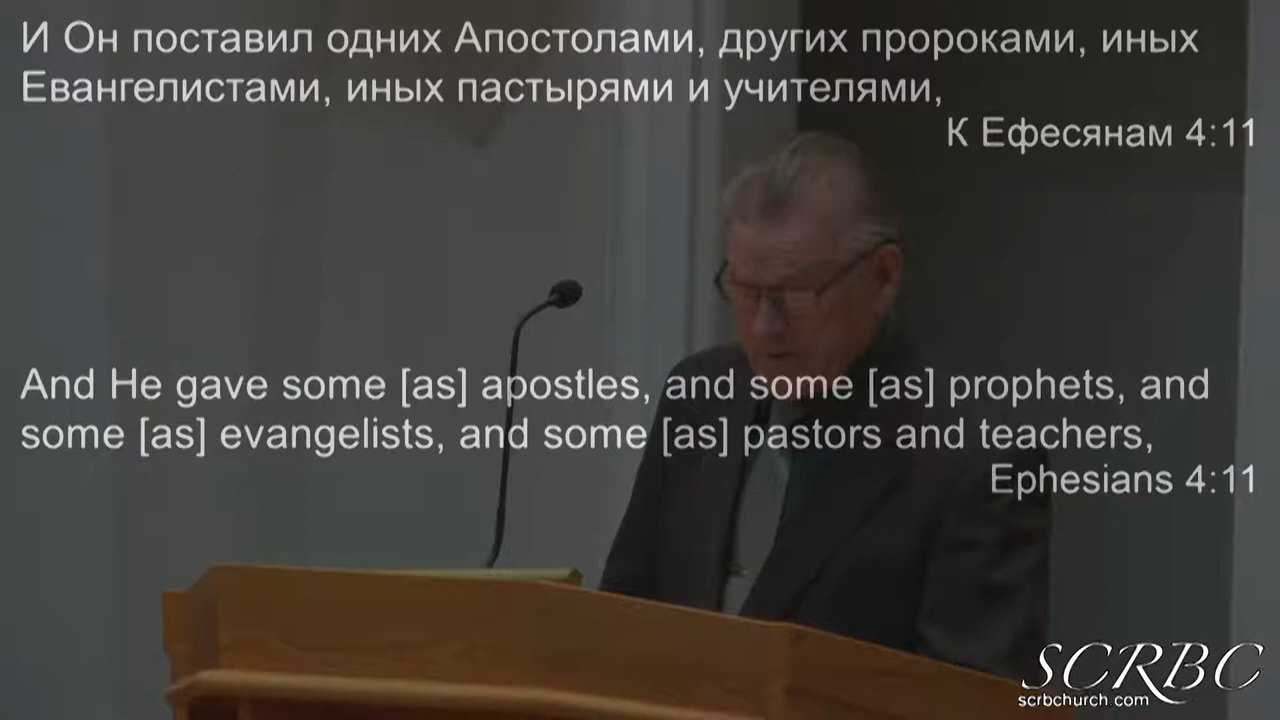 И Он поставил одних Апостолами, других пророками, иных
Евангелистами, иных пастырями и учителями,
К Ефесянам 4:11
And He gave some [as] apostles, and some [as] prophets, and
some [as] evangelists, and some [as] pastors and teachers,
Ephesians 4:11
SCRBC
scrbchurch.com